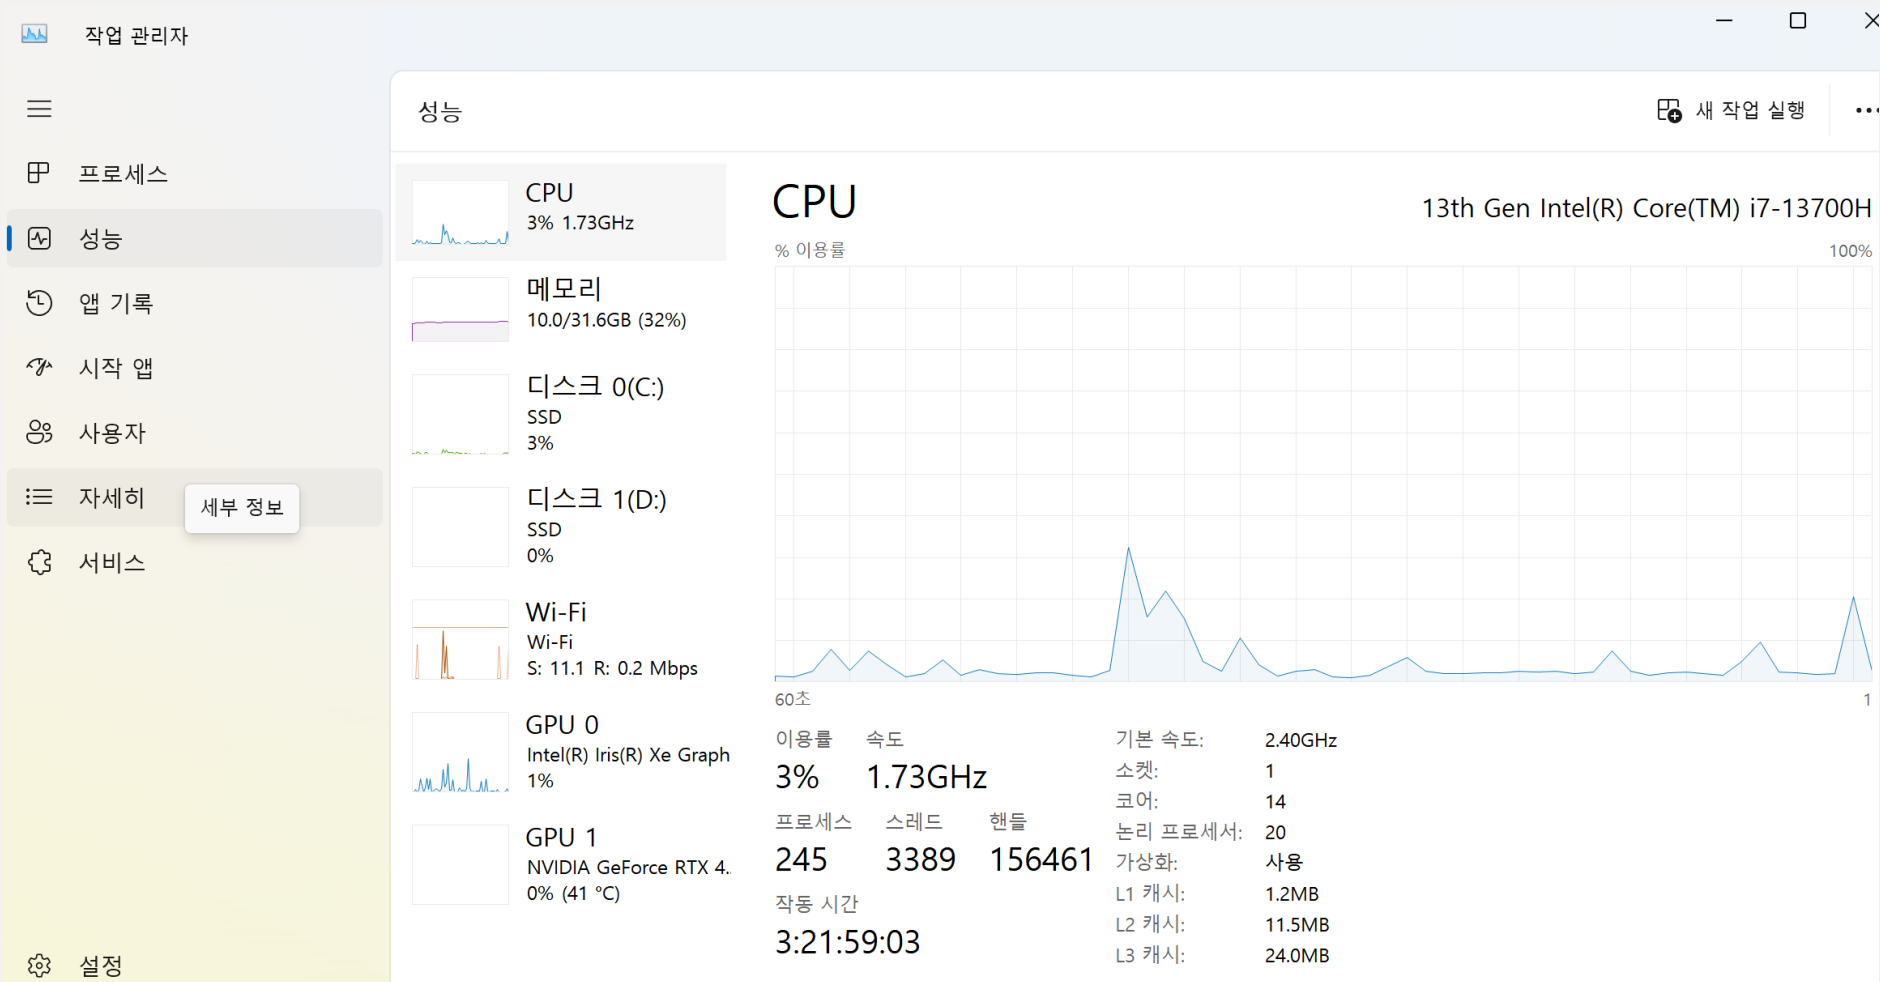 작업 관리자
프로세스
성능
앱 기록
시작 앱
사용자
자세히
세부 정보
서비스
설정
성능
새 작업 실행
CPU
3% 1.73GHz
메모리
10.0/31.6GB (32%)
디스크 0(C:)
SSD
3%
디스크 1(D:)
SSD
0%
Wi-Fi
Wi-Fi
S: 11.1 R: 0.2 Mbps
GPU 0
Intel(R) Iris(R) Xe Graph
1%
GPU 1
NVIDIA GeForce RTX 4..
0% (41 °C)
CPU
13th Gen Intel(R) Core(TM) i7-13700H
% 이용률
100%
60초
1
이용률 속도
3% 1.73GHz
프로세스 스레드 핸들
245 3389 156461
작동 시간
3:21:59:03
기본 속도: 2.40GHz
소켓: 1
코어: 14
논리 프로세서: 20
가상화: 사용
L1 캐시: 1.2MB
L2 캐시: 11.5MB
L3 캐시: 24.0MB